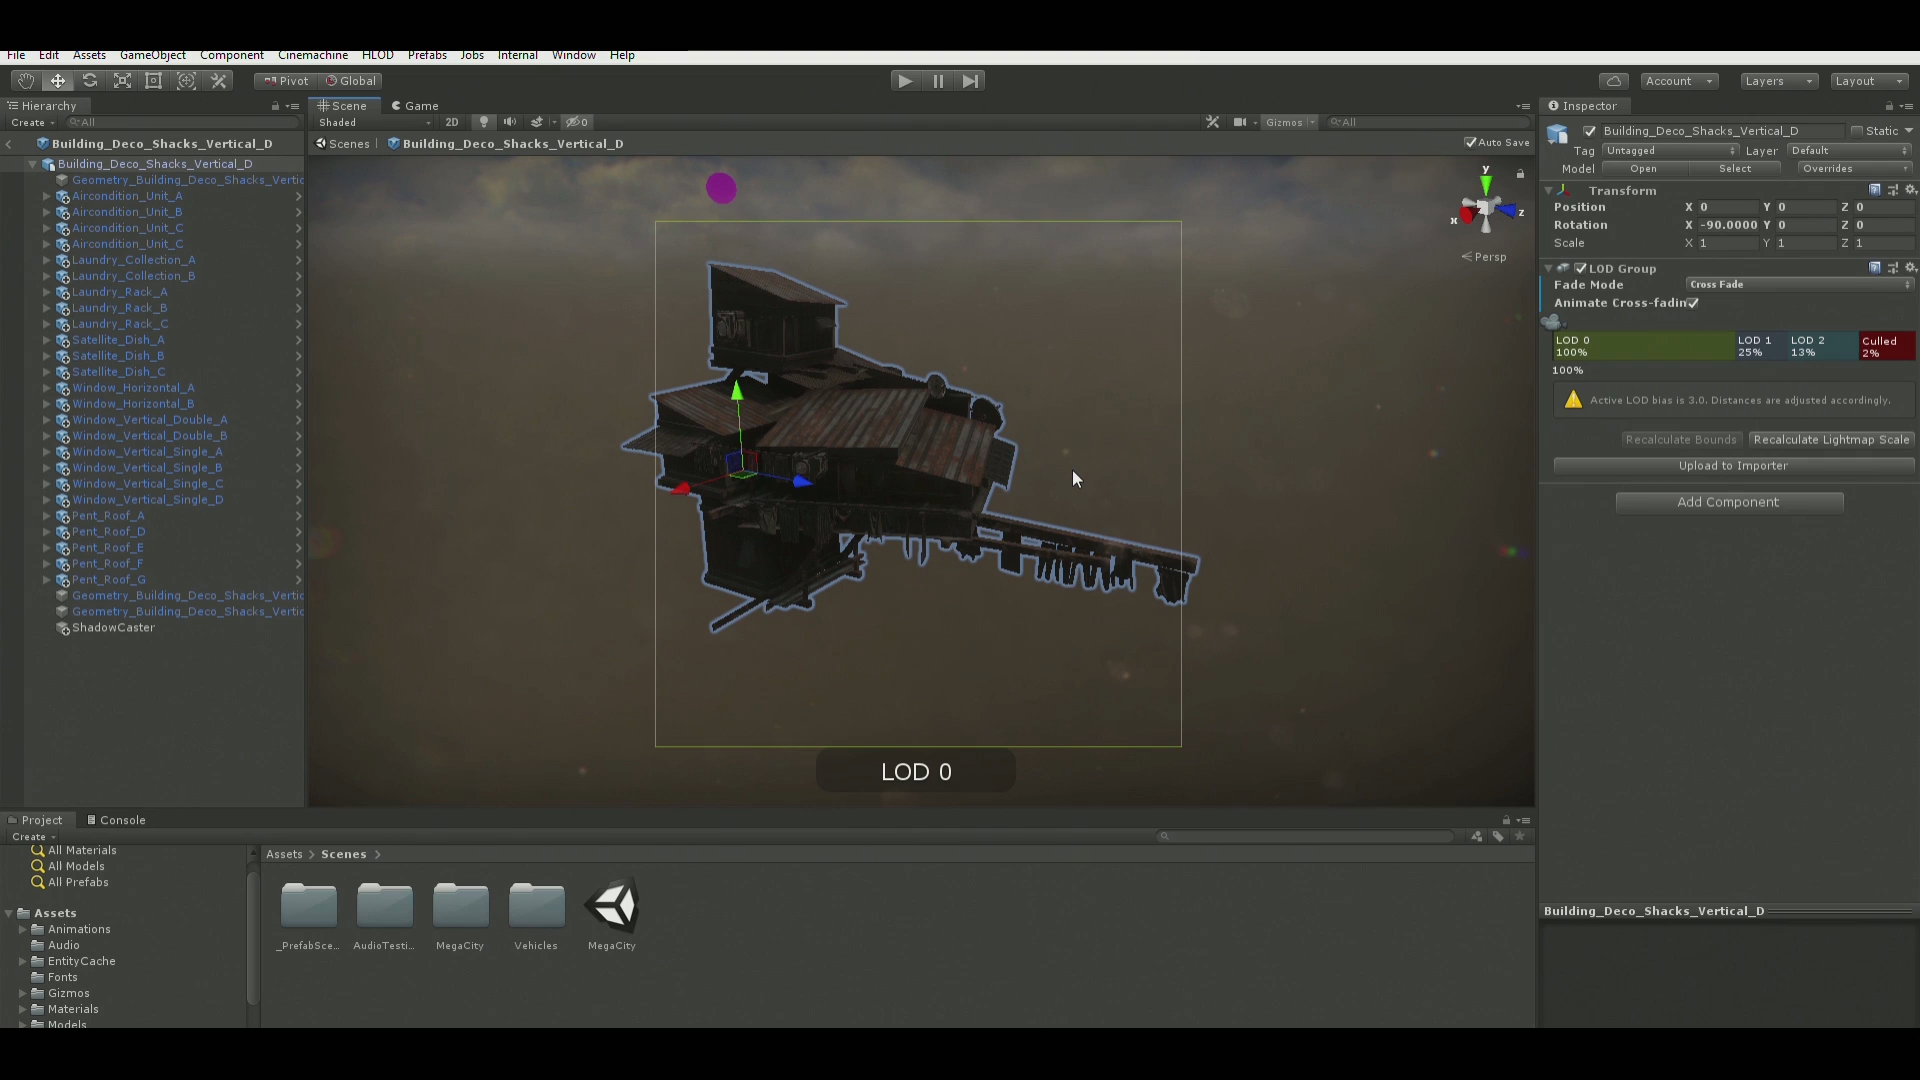 File Edit Assets GameObject Component Cinemachine HLOD Prefabs Jobs Internal Window Help
Pivot Global
Account Layers Layout
Hierarchy
Create All
Building_Deco_Shacks_Vertical_D
Building_Deco_Shacks_Vertical_D
Geometry_Building_Deco_Shacks_Vertic
Aircondition_Unit_A
Aircondition_Unit_B
Aircondition_Unit_C
Aircondition_Unit_C
Laundry_Collection_A
Laundry_Collection_B
Laundry_Rack_A
Laundry_Rack_B
Laundry_Rack_C
Satellite_Dish_A
Satellite_Dish_B
Satellite_Dish_C
Window_Horizontal_A
Window_Horizontal_B
Window_Vertical_Double_A
Window_Vertical_Double_B
Window_Vertical_Single_A
Window_Vertical_Single_B
Window_Vertical_Single_C
Window_Vertical_Single_D
Pent_Roof_A
Pent_Roof_D
Pent_Roof_E
Pent_Roof_F
Pent_Roof_G
Geometry_Building_Deco_Shacks_Vertic
Geometry_Building_Deco_Shacks_Vertic
ShadowCaster
Scene Game
Shaded 2D 0 Gizmos All
Scenes Building_Deco_Shacks_Vertical_D Auto Save
y
x z
Persp
LOD 0
Inspector
Building_Deco_Shacks_Vertical_D Static
Tag Untagged Layer Default
Model Open Select Overrides
Transform
Position X 0 Y 0 Z 0
Rotation X -90.0000 Y 0 Z 0
Scale X 1 Y 1 Z 1
LOD Group
Fade Mode Cross Fade
Animate Cross-fadin
LOD 0 LOD 1 LOD 2 Culled
100% 25% 13% 2%
100%
Active LOD bias is 3.0. Distances are adjusted accordingly.
Recalculate Bounds Recalculate Lightmap Scale
Upload to Importer
Add Component
Building_Deco_Shacks_Vertical_D
Project Console
Create
All Materials
All Models
All Prefabs
Assets
Animations
Audio
EntityCache
Fonts
Gizmos
Materials
Models
Assets > Scenes >
_PrefabSce... AudioTesti... MegaCity Vehicles MegaCity